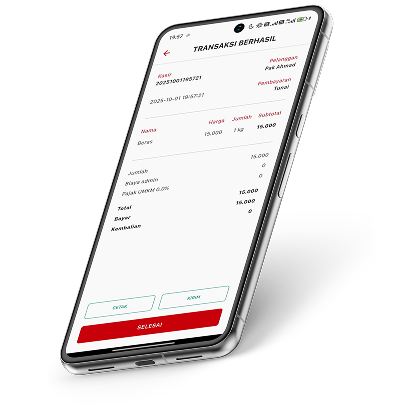 19:57
TRANSAKSI BERHASIL
Kasir
20251001195721
Pelanggan
Pak Ahmad
2025-10-01 19:57:21
Pembayaran
Tunai
Nama Harga Jumlah Subtotal
Beras 15.000 1 kg 15.000
Jumlah 15.000
Biaya admin 0
Pajak UMKM 0.0% 0
Total 15.000
Bayar 15.000
Kembalian 0
CETAK KIRIM
SELESAI